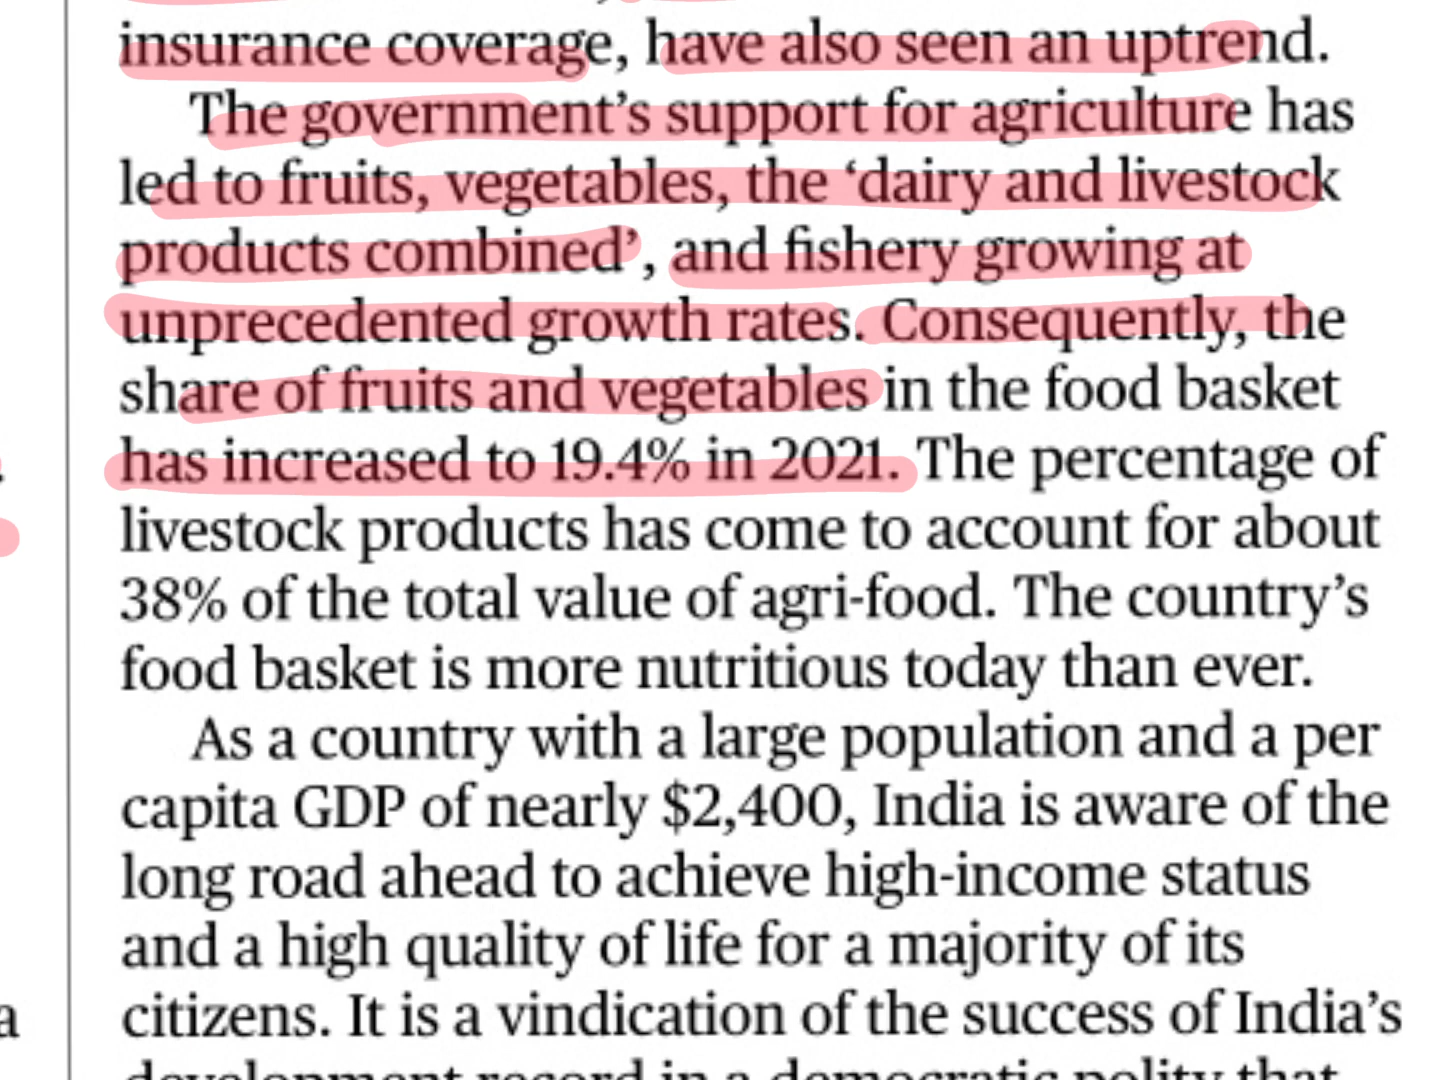 insurance coverage, have also seen an uptrend.
The government's support for agriculture has
led to fruits, vegetables, the ‘dairy and livestock
products combined’, and fishery growing at
unprecedented growth rates. Consequently, the
share of fruits and vegetables in the food basket
has increased to 19.4% in 2021. The percentage of
livestock products has come to account for about
38% of the total value of agri-food. The country’s
food basket is more nutritious today than ever.
As a country with a large population and a per
capita GDP of nearly $2,400, India is aware of the
long road ahead to achieve high-income status
and a high quality of life for a majority of its
citizens. It is a vindication of the success of India’s
development record in a democratic polity that